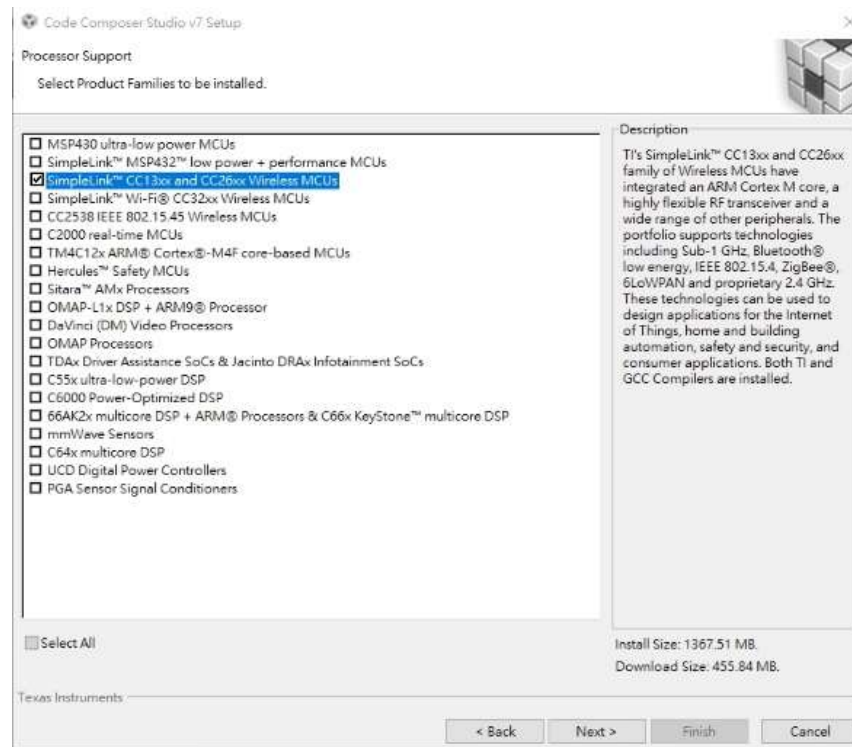 Code Composer Studio v7 Setup
Processor Support
Select Product Families to be installed.
MSP430 ultra-low power MCUs
SimpleLink™ MSP432™ low power + performance MCUs
SimpleLink™ CC13xx and CC26xx Wireless MCUs
SimpleLink™ Wi-Fi® CC32xx Wireless MCUs
CC2538 IEEE 802.15.45 Wireless MCUs
C2000 real-time MCUs
TM4C12x ARM® Cortex®-M4F core-based MCUs
Hercules™ Safety MCUs
Sitara™ AMx Processors
OMAP-L1x DSP + ARM9® Processor
DaVinci (DM) Video Processors
OMAP Processors
TDAx Driver Assistance SoCs & Jacinto DRAx Infotainment SoCs
C55x ultra-low-power DSP
C6000 Power-Optimized DSP
66AK2x multicore DSP + ARM® Processors & C66x KeyStone™ multicore DSP
mmWave Sensors
C64x multicore DSP
UCD Digital Power Controllers
PGA Sensor Signal Conditioners
Select All
Description
TI's SimpleLink™ CC13xx and CC26xx
family of Wireless MCUs have
integrated an ARM Cortex M core, a
highly flexible RF transceiver and a
wide range of other peripherals. The
portfolio supports technologies
including Sub-1 GHz, Bluetooth®
low energy, IEEE 802.15.4, ZigBee®,
6LoWPAN and proprietary 2.4 GHz.
These technologies can be used to
design applications for the Internet
of Things, home and building
automation, safety and security, and
consumer applications. Both TI and
GCC Compilers are installed.
Install Size: 1367.51 MB.
Download Size: 455.84 MB.
Texas Instruments
< Back
Next >
Finish
Cancel